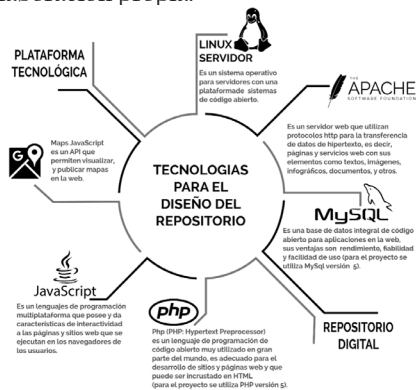 PLATAFORMA
TECNOLÓGICA
LINUX
SERVIDOR
Es un sistema operativo
para servidores con una
plataformade sistemas
de código abierto.
THE
APACHE
SOFTWARE FOUNDATION
Es un servidor web que utilizan
protocolos http para la transferencia
de datos de hipertexto, es decir,
páginas y servicios web con sus
elementos como textos, imágenes,
infográficos, documentos, y otros.
Maps JavaScript
es un API que
permiten visualizar,
y publicar mapas
en la web.
TECNOLOGIAS
PARA EL
DISEÑO DEL
REPOSITORIO
MySQL
Es una base de datos integral de código
abierto para aplicaciones en la web,
sus ventajas son rendimiento, fiabilidad
y facilidad de uso (para el proyecto se
utiliza MySql versión 5).
JavaScript
Es un lenguajes de programación
multiplataforma que posee y da
características de interactividad
a las páginas y sitios web que se
ejecutan en los navegadores de
los usuarios.
php
Php (PHP: Hypertext Preprocessor)
es un lenguaje de programación de
código abierto muy utilizado en gran
parte del mundo, es adecuado para el
desarrollo de sitios y páginas web y que
puede ser incrustado en HTML
(para el proyecto se utiliza PHP versión 5).
REPOSITORIO
DIGITAL